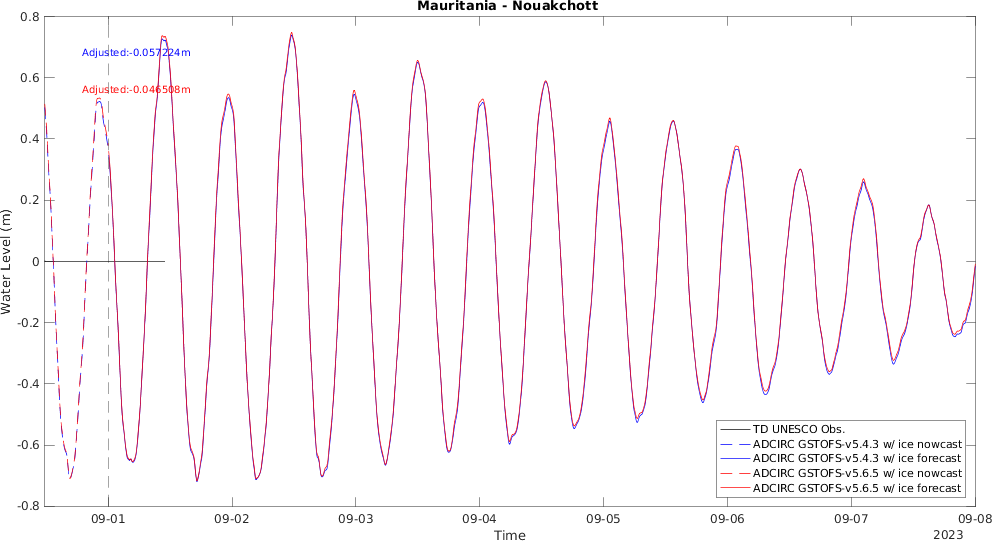 Mauritania - Nouakchott
0.8
0.6
0.4
0.2
0
-0.2
-0.4
-0.6
-0.8
Water Level (m)
Adjusted:-0.057224m
Adjusted:-0.046508m
TD UNESCO Obs.
ADCIRC GSTOFS-v5.4.3 w/ ice nowcast
ADCIRC GSTOFS-v5.4.3 w/ ice forecast
ADCIRC GSTOFS-v5.6.5 w/ ice nowcast
ADCIRC GSTOFS-v5.6.5 w/ ice forecast
09-01 09-02 09-03 09-04 09-05 09-06 09-07 09-08
Time
2023